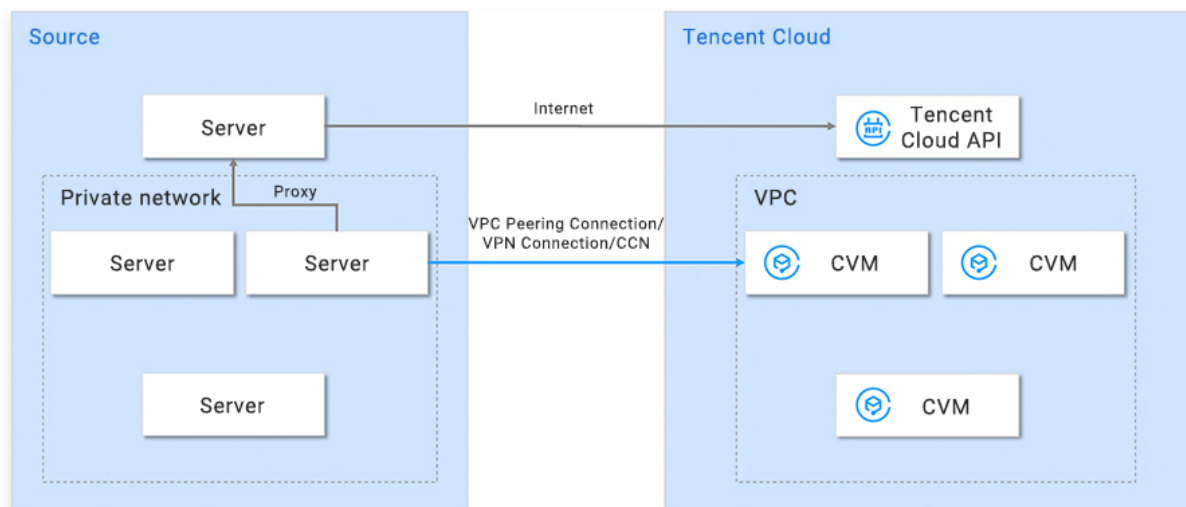 Source
Tencent Cloud
Server
Internet
API
Tencent
Cloud API
Private network
Proxy
VPC
VPC Peering Connection/
VPN Connection/CCN
Server
Server
CVM
CVM
Server
CVM